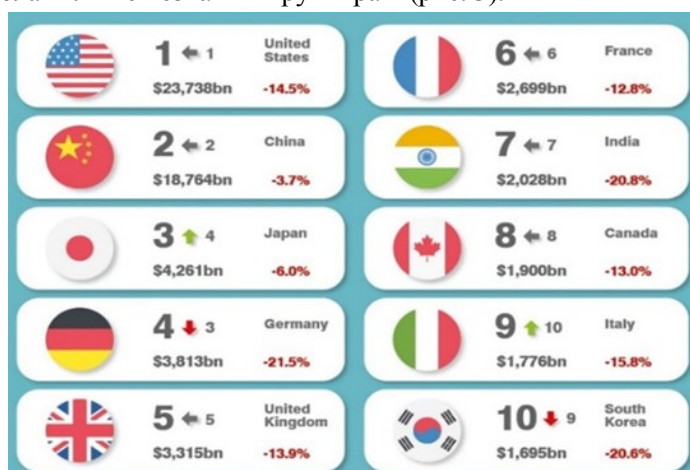 1 1 United States
$23,738bn -14.5%
2 2 China
$18,764bn -3.7%
3 4 Japan
$4,261bn -6.0%
4 3 Germany
$3,813bn -21.5%
5 5 United Kingdom
$3,315bn -13.9%
6 6 France
$2,699bn -12.8%
7 7 India
$2,028bn -20.8%
8 8 Canada
$1,900bn -13.0%
9 10 Italy
$1,776bn -15.8%
10 9 South Korea
$1,695bn -20.6%